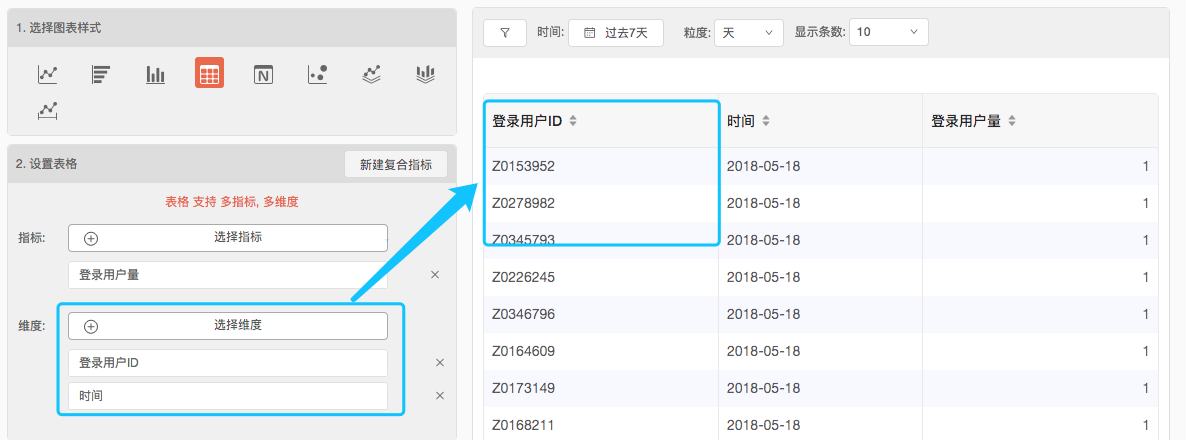 1. 选择图表样式
2. 设置表格
新建复合指标
表格 支持 多指标, 多维度
指标:
选择指标
登录用户量
维度:
选择维度
登录用户ID
时间
时间: 过去7天 粒度: 天 显示条数: 10
登录用户ID 时间 登录用户量
Z0153952 2018-05-18 1
Z0278982 2018-05-18 1
Z0345793 2018-05-18 1
Z0226245 2018-05-18 1
Z0346796 2018-05-18 1
Z0164609 2018-05-18 1
Z0173149 2018-05-18 1
Z0168211 2018-05-18 1